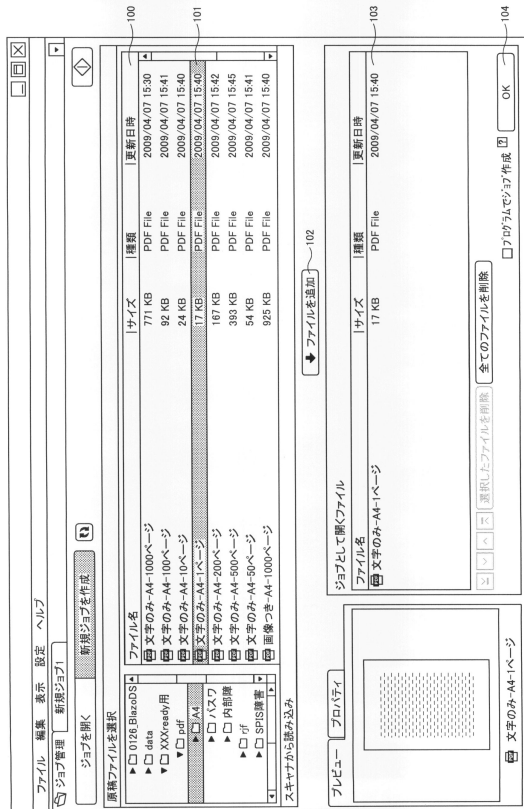 ファイル 編集 表示 設定 ヘルプ
ジョブ管理 新規ジョブ1
ジョブを開く 新規ジョブを作成
原稿ファイルを選択
0126_BlazoDS
data
XXXready用
pdf
A4
パスワ
内部障
rjf
SPIS障害
ファイル名 サイズ 種類 更新日時 100
文字のみ-A4-1000ページ 771 KB PDF File 2009/04/07 15:30
文字のみ-A4-100ページ 92 KB PDF File 2009/04/07 15:41
文字のみ-A4-10ページ 24 KB PDF File 2009/04/07 15:40
文字のみ-A4-1ページ 17 KB PDF File 2009/04/07 15:40 101
文字のみ-A4-200ページ 167 KB PDF File 2009/04/07 15:42
文字のみ-A4-500ページ 393 KB PDF File 2009/04/07 15:45
文字のみ-A4-50ページ 54 KB PDF File 2009/04/07 15:41
画像つき-A4-1000ページ 925 KB PDF File 2009/04/07 15:40
スキャナから読み込み
ファイルを追加 102
プレビュー プロパティ
文字のみ-A4-1ページ
ジョブとして開くファイル
ファイル名 サイズ 種類 更新日時 103
文字のみ-A4-1ページ 17 KB PDF File 2009/04/07 15:40
選択したファイルを削除 全てのファイルを削除
プログラムでジョブ作成 ? OK 104